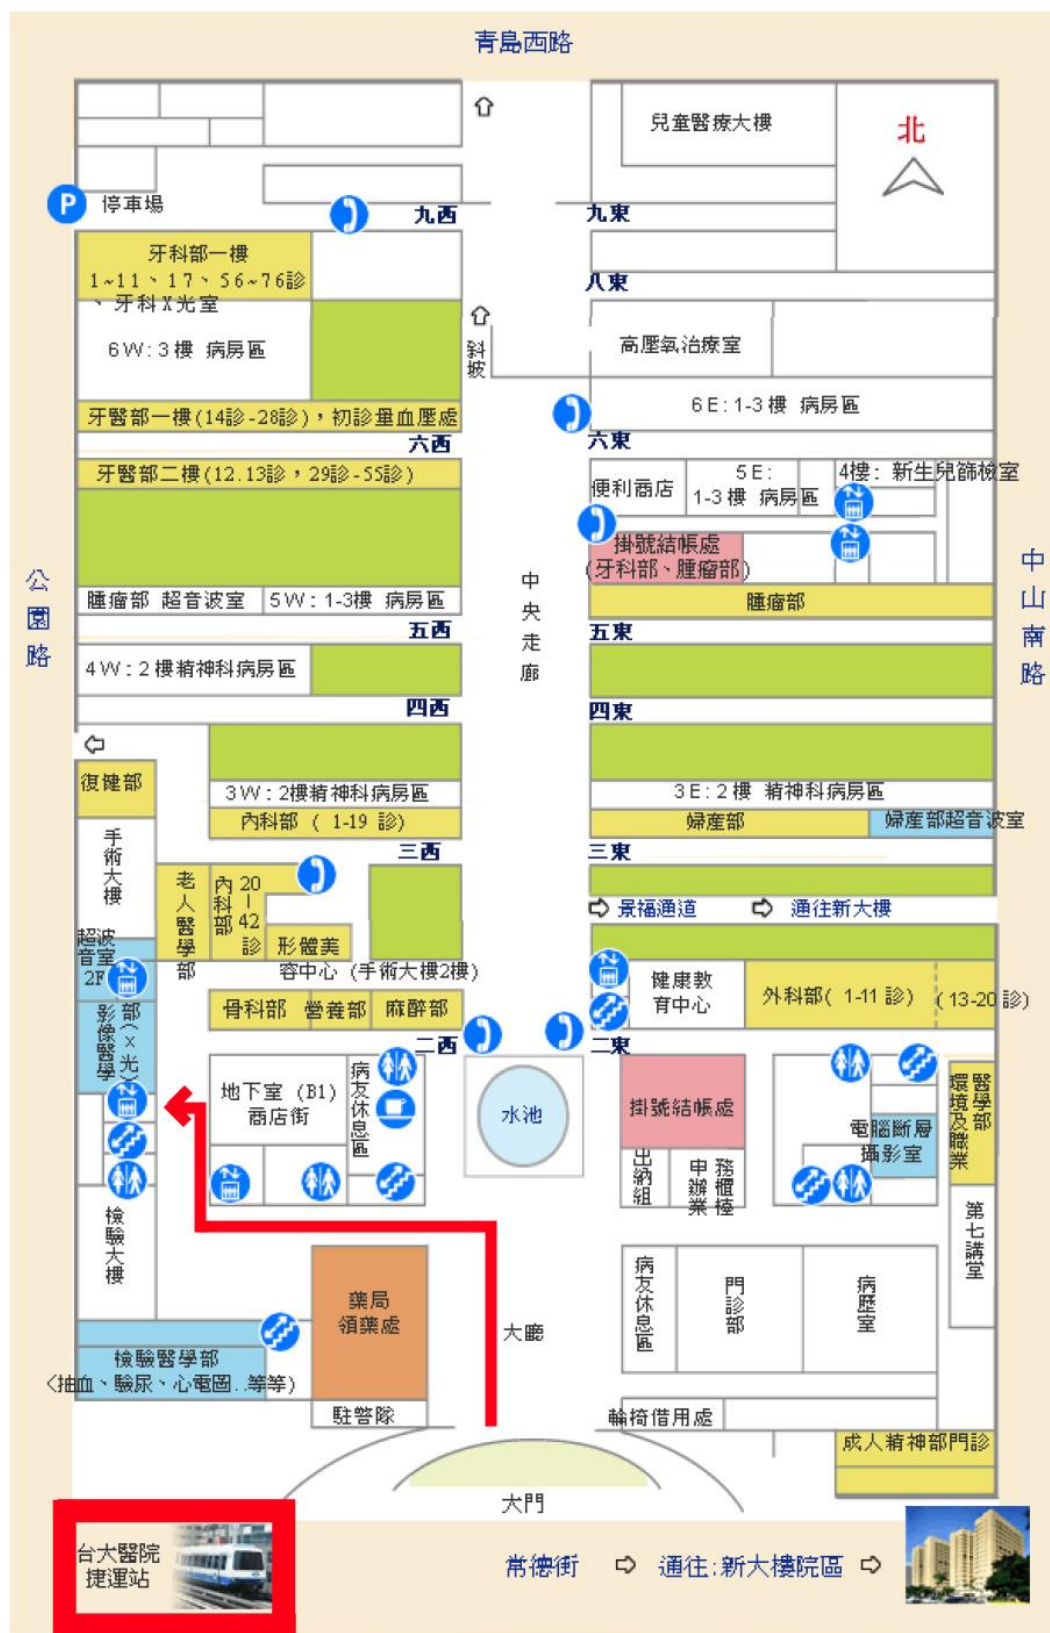 青島西路
兒童醫療大樓
北
P
停車場
九西
九東
牙科部一樓
1~11、17、56~76診
、牙科X光室
八東
6W:3樓 病房區
斜坡
高壓氧治療室
6E:1-3樓 病房區
牙醫部一樓(14診-28診),初診量血壓處
六西
六東
牙醫部二樓(12.13診,29診-55診)
便利商店
5E:
1-3樓 病房區
4樓: 新生兒篩檢室
掛號結帳處
(牙科部、腫瘤部)
公園路
中央走廊
中山南路
腫瘤部 超音波室
5W:1-3樓 病房區
腫瘤部
五西
五東
4W:2樓精神科病房區
四西
四東
復健部
3W:2樓精神科病房區
3E:2樓 精神科病房區
內科部 ( 1-19 診)
婦產部
婦產部超音波室
手術大樓
三西
三東
老人醫學部
內科部
20-42診
景福通道
通往新大樓
超音波室
2F
形體美
容中心 (手術大樓2樓)
健康教
育中心
外科部( 1-11 診)
(13-20 診)
影像醫學部(X光)
骨科部
營養部
麻醉部
二西
二東
地下室 (B1)
商店街
病友休息區
水池
掛號結帳處
電腦斷層
攝影室
環境及職業醫學部
出納組
申辦業務櫃檯
檢驗大樓
第七講堂
藥局
領藥處
大廳
病友休息區
門診部
病歷室
檢驗醫學部
〈抽血、驗尿、心電圖..等等)
駐警隊
輪椅借用處
成人精神部門診
大門
台大醫院
捷運站
常德街
通往:新大樓院區